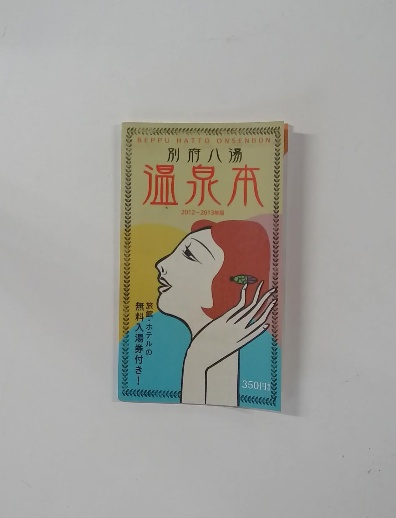 BEPPU HATTO ONSENBON
別府八湯
温泉本
2012〜2013年版
旅館・ホテルの
無料入湯券付き!
350円